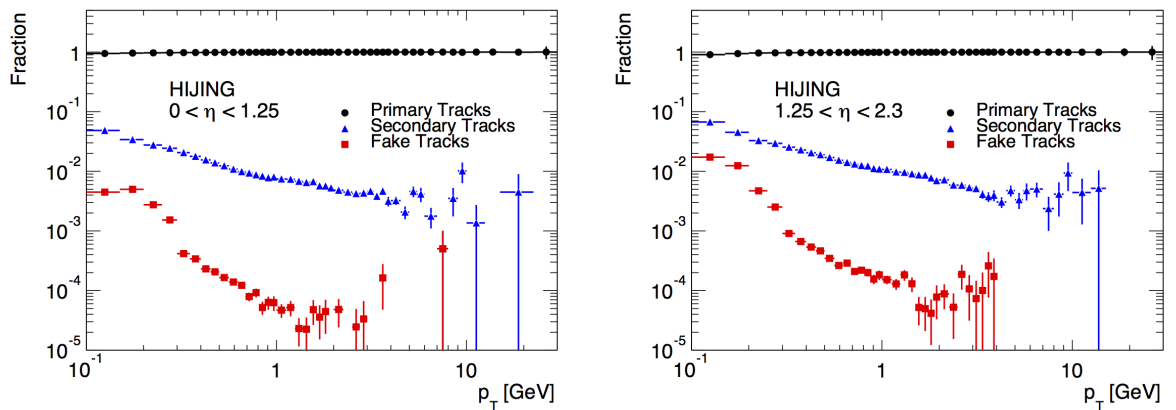 Fraction
1
10⁻¹
10⁻²
10⁻³
10⁻⁴
10⁻⁵
HIJING
0 < η < 1.25
Primary Tracks
Secondary Tracks
Fake Tracks
10⁻¹
1
10
p_T [GeV]
Fraction
1
10⁻¹
10⁻²
10⁻³
10⁻⁴
10⁻⁵
HIJING
1.25 < η < 2.3
Primary Tracks
Secondary Tracks
Fake Tracks
10⁻¹
1
10
p_T [GeV]